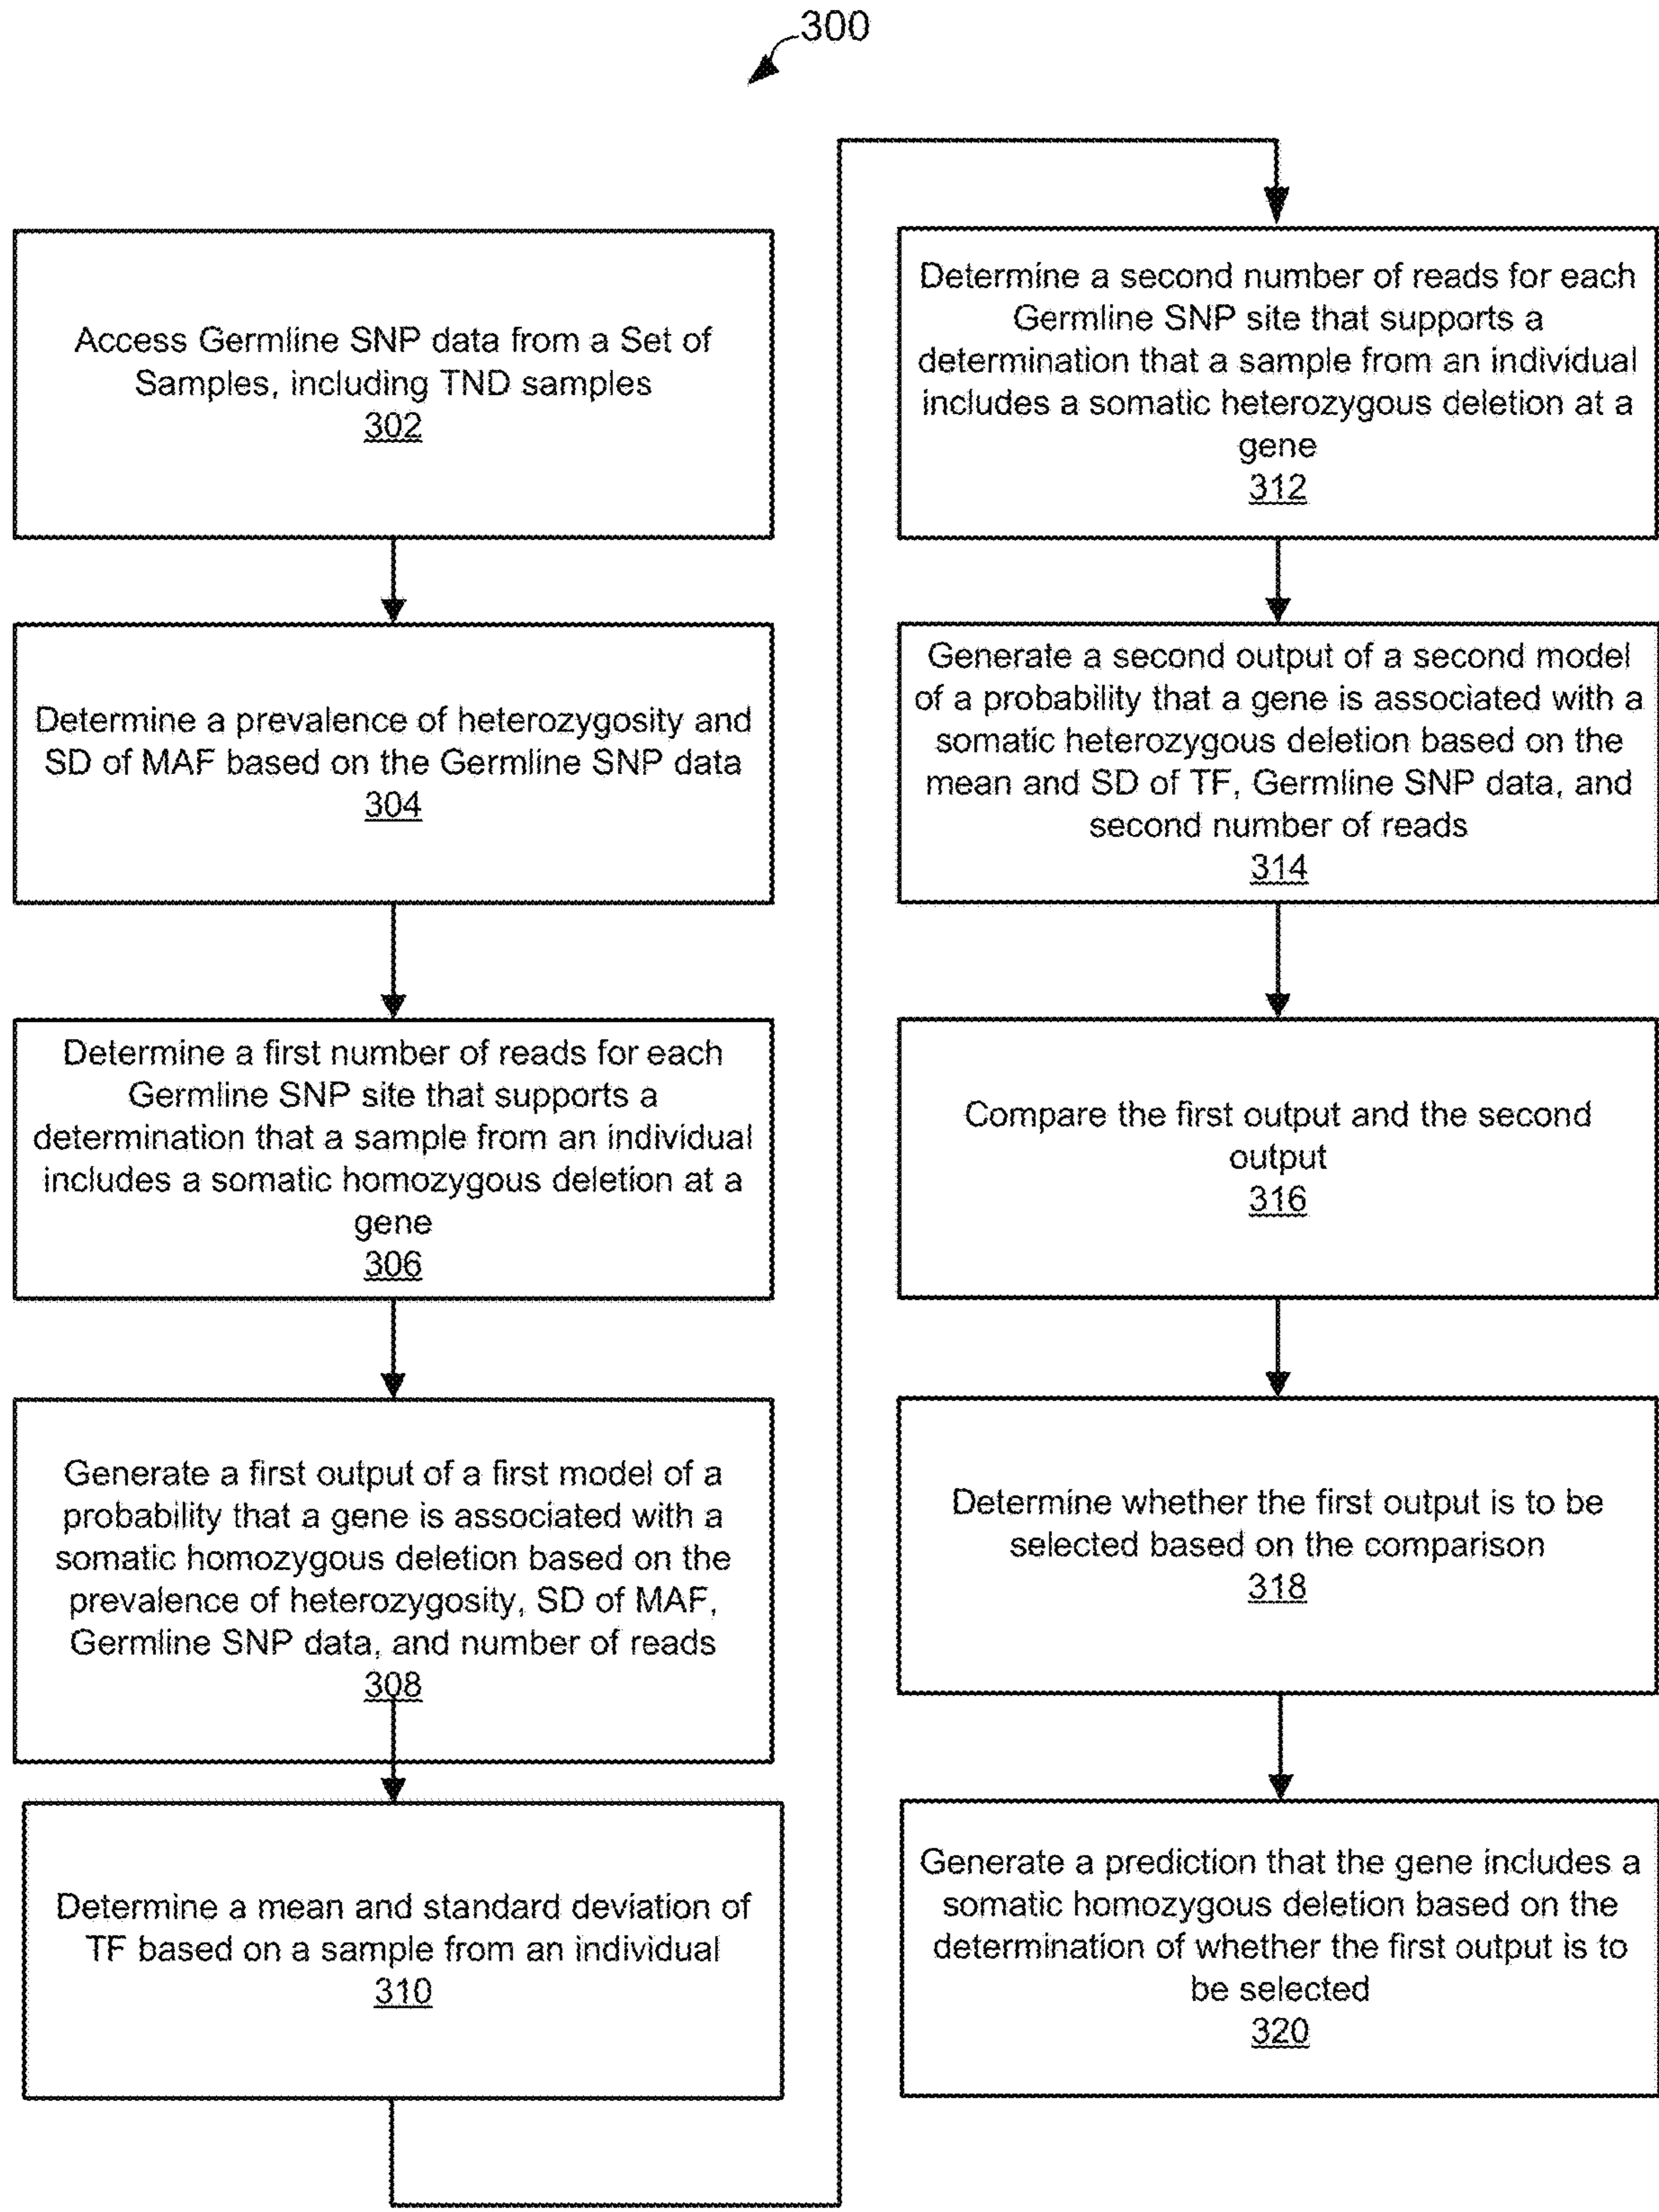 300
Access Germline SNP data from a Set of
Samples, including TND samples
302
Determine a prevalence of heterozygosity and
SD of MAF based on the Germline SNP data
304
Determine a first number of reads for each
Germline SNP site that supports a
determination that a sample from an individual
includes a somatic homozygous deletion at a
gene
306
Generate a first output of a first model of a
probability that a gene is associated with a
somatic homozygous deletion based on the
prevalence of heterozygosity, SD of MAF,
Germline SNP data, and number of reads
308
Determine a mean and standard deviation of
TF based on a sample from an individual
310
Determine a second number of reads for each
Germline SNP site that supports a
determination that a sample from an individual
includes a somatic heterozygous deletion at a
gene
312
Generate a second output of a second model
of a probability that a gene is associated with a
somatic heterozygous deletion based on the
mean and SD of TF, Germline SNP data, and
second number of reads
314
Compare the first output and the second
output
316
Determine whether the first output is to be
selected based on the comparison
318
Generate a prediction that the gene includes a
somatic homozygous deletion based on the
determination of whether the first output is to
be selected
320